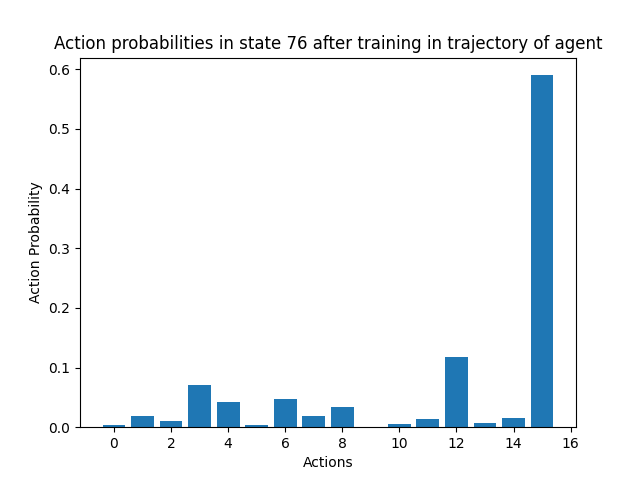 Action probabilities in state 76 after training in trajectory of agent
0.6
0.5
0.4
0.3
0.2
0.1
0.0
Action Probability
0 2 4 6 8 10 12 14 16
Actions